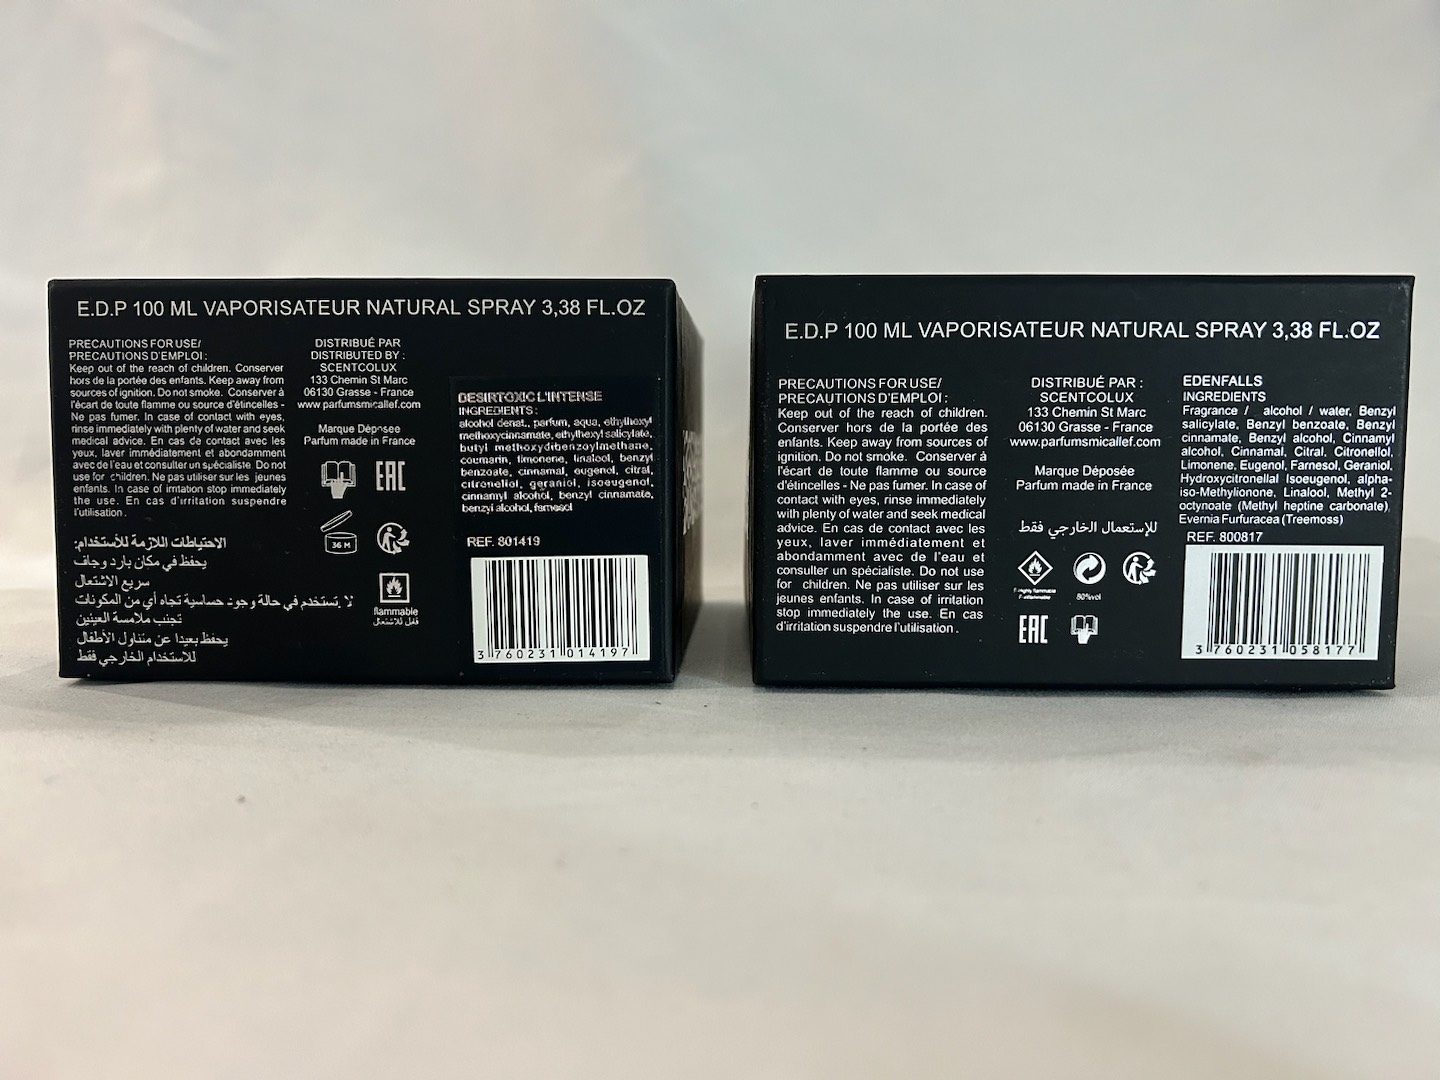 E.D.P 100 ML VAPORISATEUR NATURAL SPRAY 3,38 FL.OZ
PRECAUTIONS FOR USE/
PRECAUTIONS D'EMPLOI :
Keep out of the reach of children. Conserver
hors de la portée des enfants. Keep away from
sources of ignition. Do not smoke. Conserver à
l'écart de toute flamme ou source d'étincelles -
Ne pas fumer. In case of contact with eyes,
rinse immediately with plenty of water and seek
medical advice. En cas de contact avec les
yeux, laver immédiatement et abondamment
avec de l'eau et consulter un spécialiste. Do not
use for children. Ne pas utiliser sur les jeunes
enfants. In case of irritation stop immediately
the use. En cas d'irritation suspendre
l'utilisation.
الاحتياطات اللازمة للأستخدام:
يحفظ في مكان بارد وجاف
سريع الاشتعال
لا يستخدم في حالة وجود حساسية تجاه أي من المكونات
تجنب ملامسة العينين
يحفظ بعيدا عن متناول الأطفال
للاستخدام الخارجي فقط
DISTRIBUÉ PAR
DISTRIBUTED BY :
SCENTCOLUX
133 Chemin St Marc
06130 Grasse - France
www.parfumsmicallef.com
Marque Déposée
Parfum made in France
EAC
36 M
flammable
قابل للاشتعال
DESIRTOXIC L'INTENSE
INGREDIENTS :
alcohol denat., parfum, aqua, ethylhexyl
methoxycinnamate, ethylhexyl salicylate,
butyl methoxydibenzoylmethane,
coumarin, limonene, linalool, benzyl
benzoate, cinnamal, eugenol, citral,
citronellol, geraniol, isoeugenol,
cinnamyl alcohol, benzyl cinnamate,
benzyl alcohol, farnesol
REF. 801419
3 760231 014197
E.D.P 100 ML VAPORISATEUR NATURAL SPRAY 3,38 FL.OZ
PRECAUTIONS FOR USE/
PRECAUTIONS D'EMPLOI :
Keep out of the reach of children.
Conserver hors de la portée des
enfants. Keep away from sources of
ignition. Do not smoke. Conserver à
l'écart de toute flamme ou source
d'étincelles - Ne pas fumer. In case of
contact with eyes, rinse immediately
with plenty of water and seek medical
advice. En cas de contact avec les
yeux, laver immédiatement et
abondamment avec de l'eau et
consulter un spécialiste. Do not use
for children. Ne pas utiliser sur les
jeunes enfants. In case of irritation
stop immediately the use. En cas
d'irritation suspendre l'utilisation.
DISTRIBUÉ PAR :
SCENTCOLUX
133 Chemin St Marc
06130 Grasse - France
www.parfumsmicallef.com
Marque Déposée
Parfum made in France
للإستعمال الخارجي فقط
highly flammable
80%vol
EAC
EDENFALLS
INGREDIENTS
Fragrance / alcohol / water, Benzyl
salicylate, Benzyl benzoate, Benzyl
cinnamate, Benzyl alcohol, Cinnamyl
alcohol, Cinnamal, Citral, Citronellol,
Limonene, Eugenol, Farnesol, Geraniol,
Hydroxycitronellal Isoeugenol, alpha-
iso-Methylionone, Linalool, Methyl 2-
octynoate (Methyl heptine carbonate),
Evernia Furfuracea (Treemoss)
REF. 800817
3 760231 058177